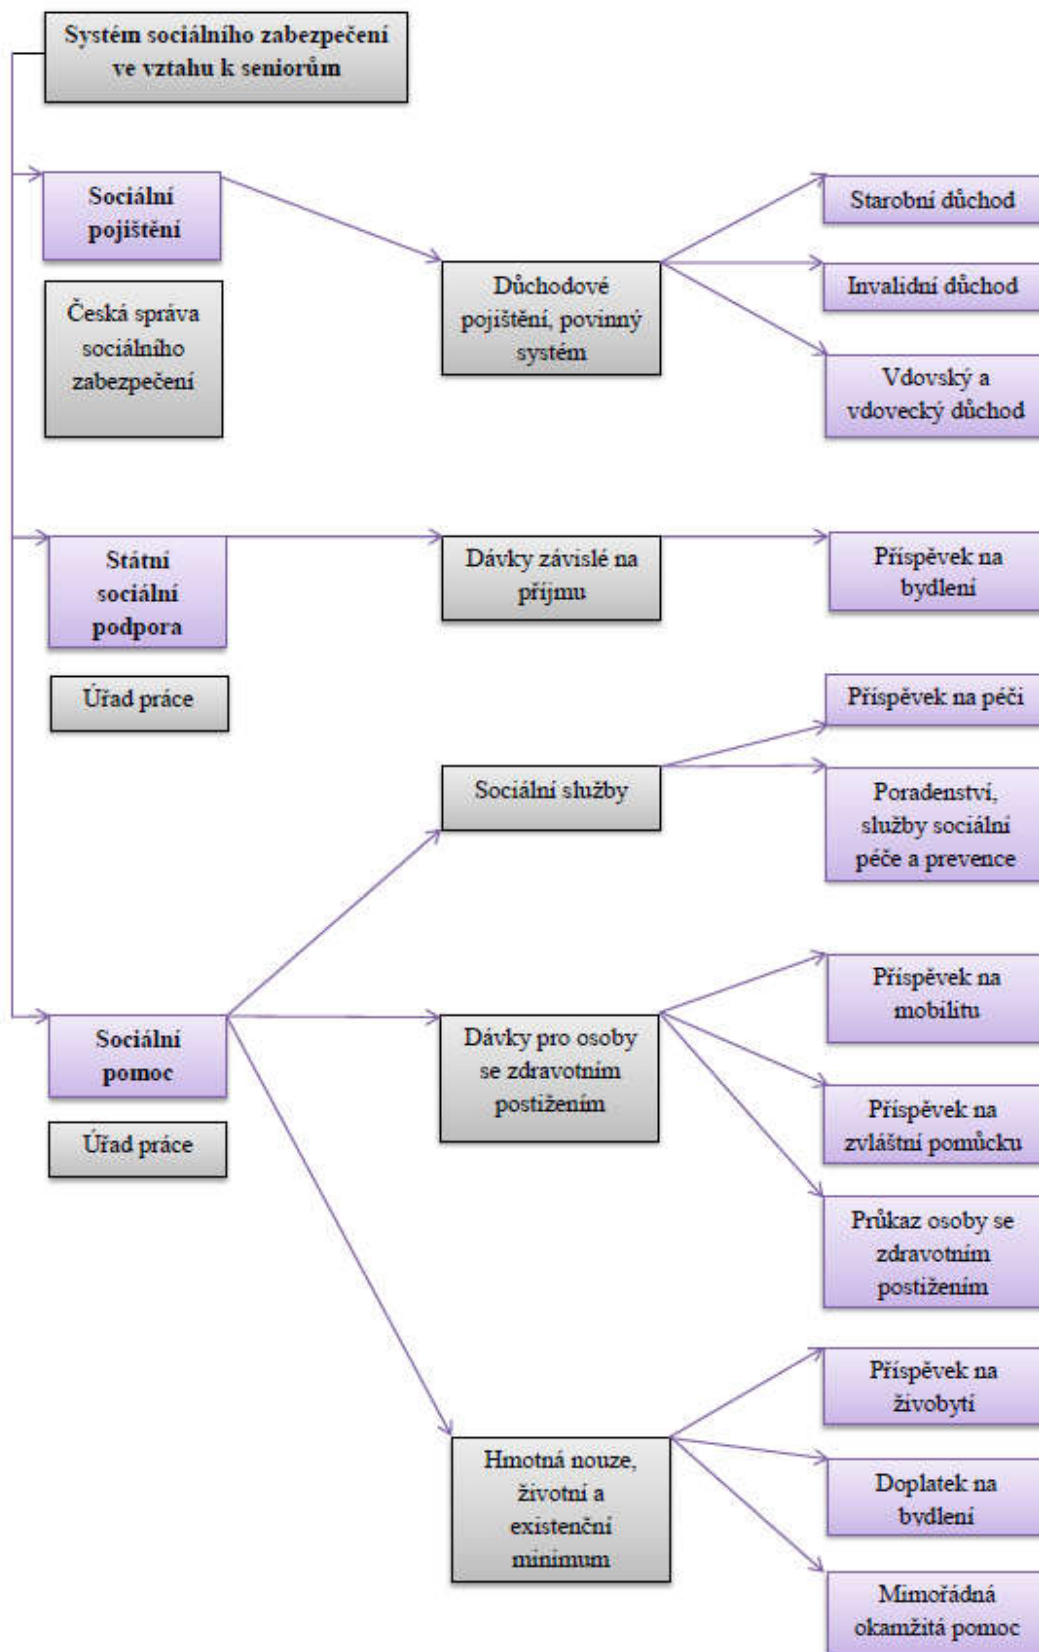 Systém sociálního zabezpečení
ve vztahu k seniorům
Sociální
pojištění
Česká správa
sociálního
zabezpečení
Důchodové
pojištění, povinný
systém
Starobní důchod
Invalidní důchod
Vdovský a
vdovecký důchod
Státní
sociální
podpora
Úřad práce
Dávky závislé na
příjmu
Příspěvek na
bydlení
Sociální
pomoc
Úřad práce
Sociální služby
Příspěvek na péči
Poradenství,
služby sociální
péče a prevence
Dávky pro osoby
se zdravotním
postižením
Příspěvek na
mobilitu
Příspěvek na
zvláštní pomůcku
Průkaz osoby se
zdravotním
postižením
Hmotná nouze,
životní a
existenční
minimum
Příspěvek na
živobytí
Doplatek na
bydlení
Mimořádná
okamžitá pomoc